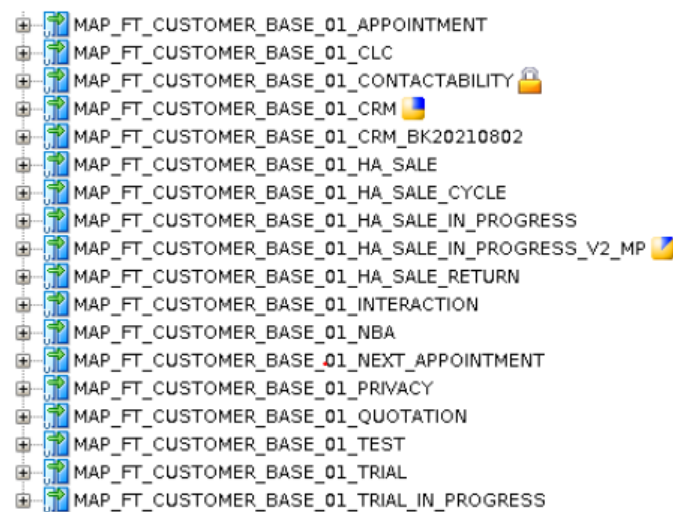 MAP_FT_CUSTOMER_BASE_01_APPOINTMENT
MAP_FT_CUSTOMER_BASE_01_CLC
MAP_FT_CUSTOMER_BASE_01_CONTACTABILITY
MAP_FT_CUSTOMER_BASE_01_CRM
MAP_FT_CUSTOMER_BASE_01_CRM_BK20210802
MAP_FT_CUSTOMER_BASE_01_HA_SALE
MAP_FT_CUSTOMER_BASE_01_HA_SALE_CYCLE
MAP_FT_CUSTOMER_BASE_01_HA_SALE_IN_PROGRESS
MAP_FT_CUSTOMER_BASE_01_HA_SALE_IN_PROGRESS_V2_MP
MAP_FT_CUSTOMER_BASE_01_HA_SALE_RETURN
MAP_FT_CUSTOMER_BASE_01_INTERACTION
MAP_FT_CUSTOMER_BASE_01_NBA
MAP_FT_CUSTOMER_BASE_01_NEXT_APPOINTMENT
MAP_FT_CUSTOMER_BASE_01_PRIVACY
MAP_FT_CUSTOMER_BASE_01_QUOTATION
MAP_FT_CUSTOMER_BASE_01_TEST
MAP_FT_CUSTOMER_BASE_01_TRIAL
MAP_FT_CUSTOMER_BASE_01_TRIAL_IN_PROGRESS